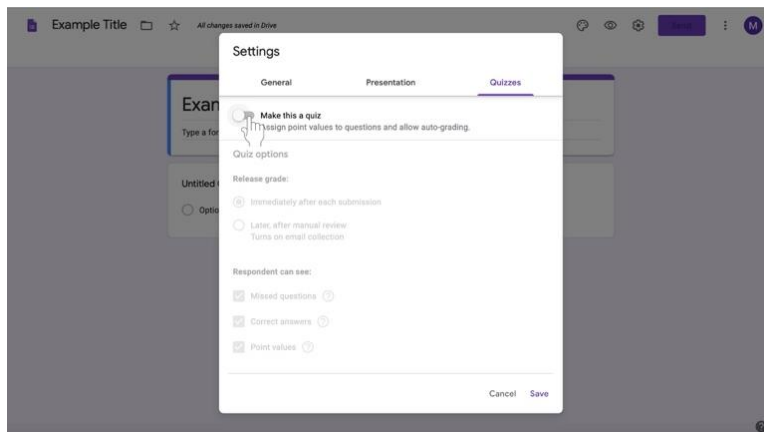 Example Title
All changes saved in Drive
M
Settings
General
Presentation
Quizzes
Exam
Type a for
Make this a quiz
Assign point values to questions and allow auto-grading.
Quiz options
Release grade:
Immediately after each submission
Later, after manual review
Turns on email collection
Untitled
Optio
Respondent can see:
Missed questions
Correct answers
Point values
Cancel
Save